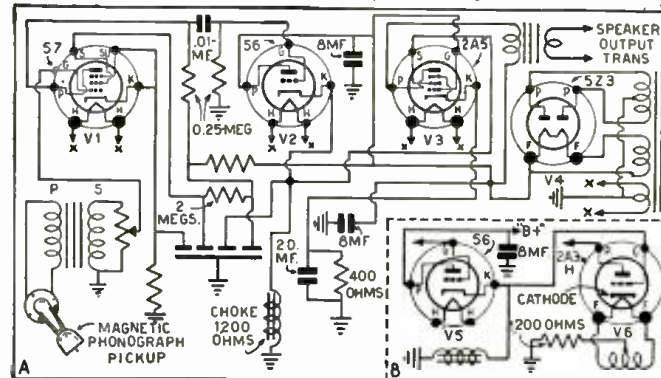 57
G
S
SU
P
P
K
H
H
X
X
V1
.01-
MF.
56
G
P
K
H
H
X
X
V2
8MF.
0.25-MEG
2A5
S
G
P
K
H
H
X
X
V3
SPEAKER
OUTPUT
TRANS
5Z3
P
P
F
F
V4
X
X
P
S
2
MEGS.
20.
MF.
8MF
400
OHMS
CHOKE
1200
OHMS
MAGNETIC
PHONOGRAPH
PICKUP
A
"B+"
56
8MF.
G
P
K
H
H
V5
2A3
H
CATHODE
P
G
F
F
200 OHMS
V6
B